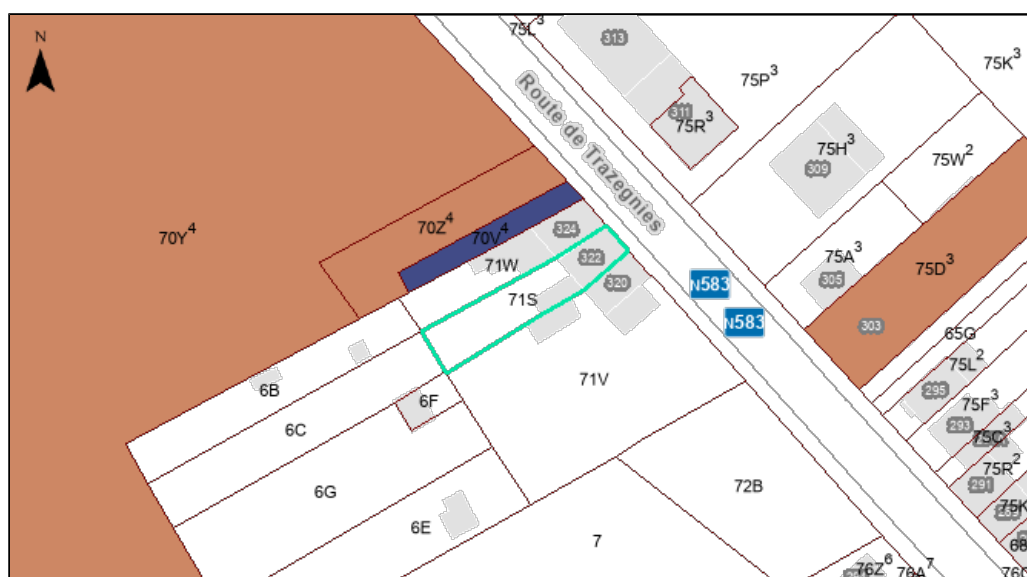 75L³
313
N
75K³
75P³
Route de Trazegnies
311
75R³
75H³
309
75W²
70Z⁴
70V⁴
70Y⁴
324
322
71W
75A³
75D³
305
320
N583
71S
N583
303
65G
75L²
71V
6B
295
6F
75F³
6C
293
75C³
75R²
72B
291
6G
75K
6E
7
68
76Z⁶
76A⁷